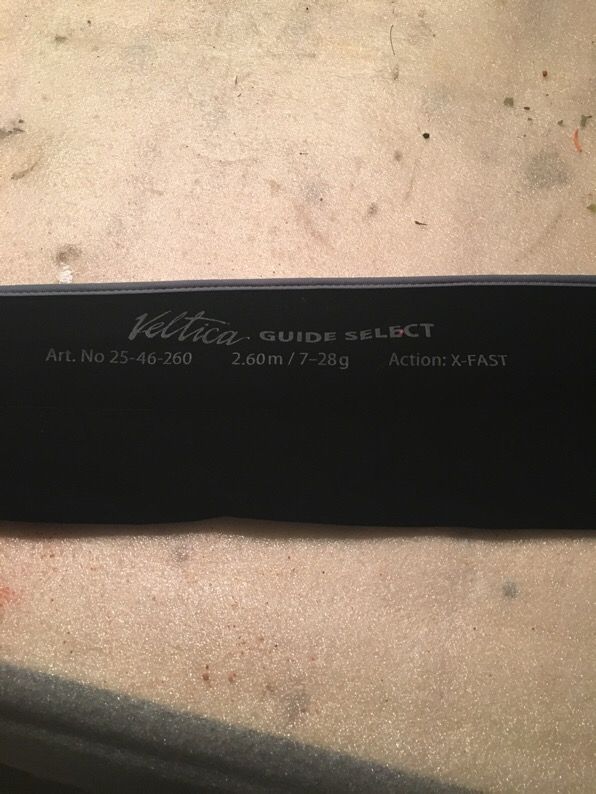 Veltica GUIDE SELECT
Art. No 25-46-260 2.60m / 7-28g Action: X-FAST